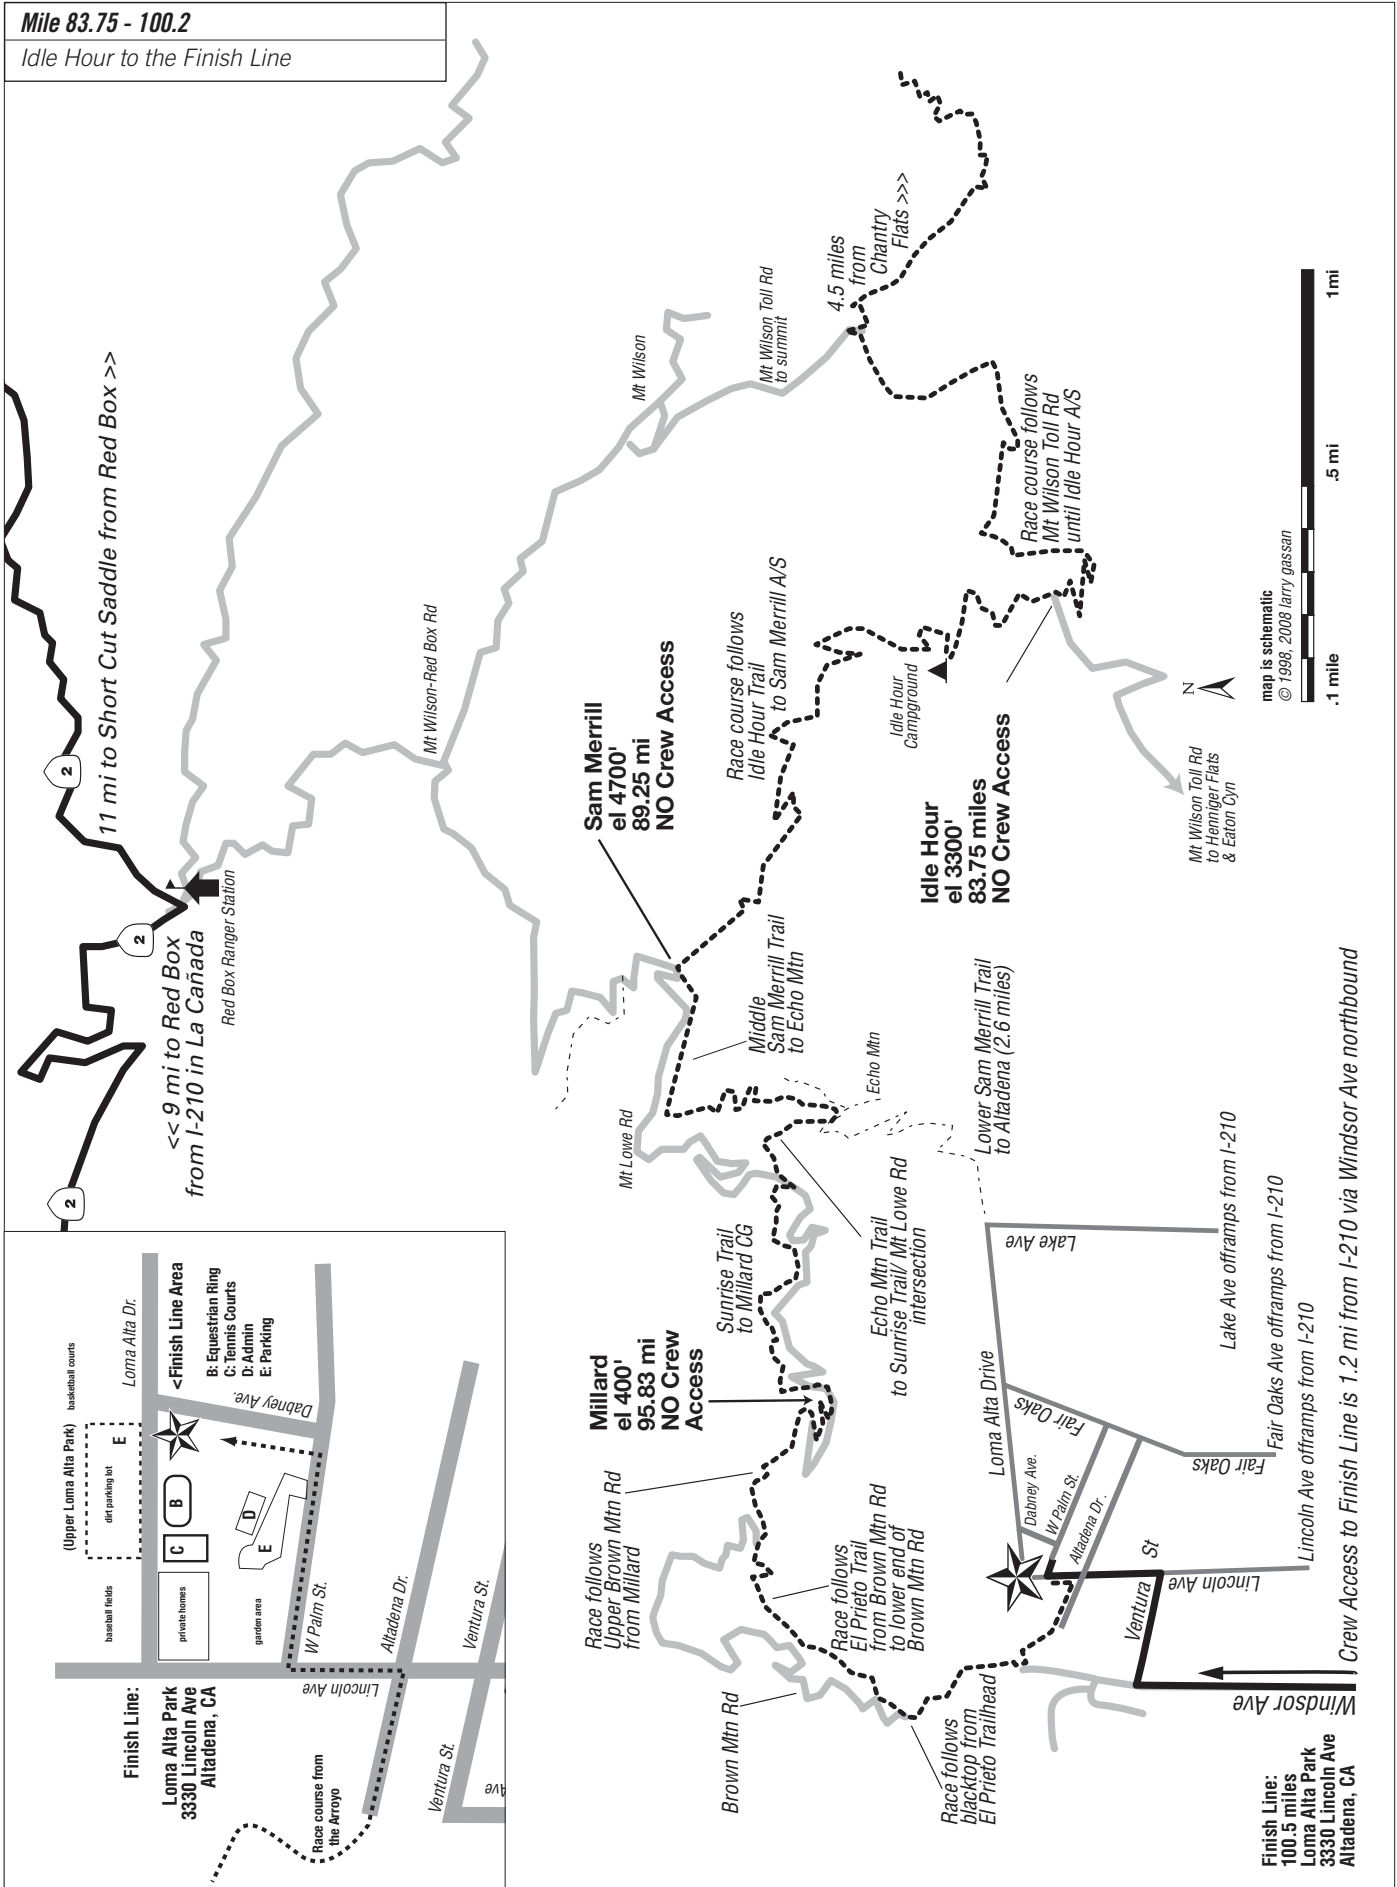 Mile 83.75 - 100.2
Idle Hour to the Finish Line
11 mi to Short Cut Saddle from Red Box >>
2
2
2
<< 9 mi to Red Box
from I-210 in La Cañada
Red Box Ranger Station
Mt Wilson-Red Box Rd
Mt Wilson
Mt Wilson Toll Rd
to summit
4.5 miles
from
Chantry
Flats >>>
Race course follows
Mt Wilson Toll Rd
until Idle Hour A/S
Race course follows
Idle Hour Trail
to Sam Merrill A/S
Sam Merrill
el 4700'
89.25 mi
NO Crew Access
Idle Hour
Campground
Idle Hour
el 3300'
83.75 miles
NO Crew Access
Mt Wilson Toll Rd
to Henniger Flats
& Eaton Cyn
N
map is schematic
© 1998, 2008 larry gassan
.1 mile
.5 mi
1mi
Middle
Sam Merrill Trail
to Echo Mtn
Mt Lowe Rd
Echo Mtn
Lower Sam Merrill Trail
to Altadena (2.6 miles)
Echo Mtn Trail
to Sunrise Trail/ Mt Lowe Rd
intersection
Sunrise Trail
to Millard CG
Millard
el 400'
95.83 mi
NO Crew
Access
Race follows
Upper Brown Mtn Rd
from Millard
Race follows
El Prieto Trail
from Brown Mtn Rd
to lower end of
Brown Mtn Rd
Brown Mtn Rd
Race follows
blacktop from
El Prieto Trailhead
Loma Alta Drive
Lake Ave
Fair Oaks
Fair Oaks
Dabney Ave.
W Palm St.
Altadena Dr.
Ventura St
Lincoln Ave
Windsor Ave
Lake Ave offramps from I-210
Fair Oaks Ave offramps from I-210
Lincoln Ave offramps from I-210
Crew Access to Finish Line is 1.2 mi from I-210 via Windsor Ave northbound
Finish Line:
100.5 miles
Loma Alta Park
3330 Lincoln Ave
Altadena, CA
Finish Line:
Loma Alta Park
3330 Lincoln Ave
Altadena, CA
baseball fields
(Upper Loma Alta Park)
dirt parking lot
E
basketball courts
Loma Alta Dr.
private homes
C
B
<Finish Line Area
B: Equestrian Ring
C: Tennis Courts
D: Admin
E: Parking
garden area
E
D
Dabney Ave.
W Palm St.
Lincoln Ave
Altadena Dr.
Ventura St.
Ventura St.
Ave
Race course from
the Arroyo